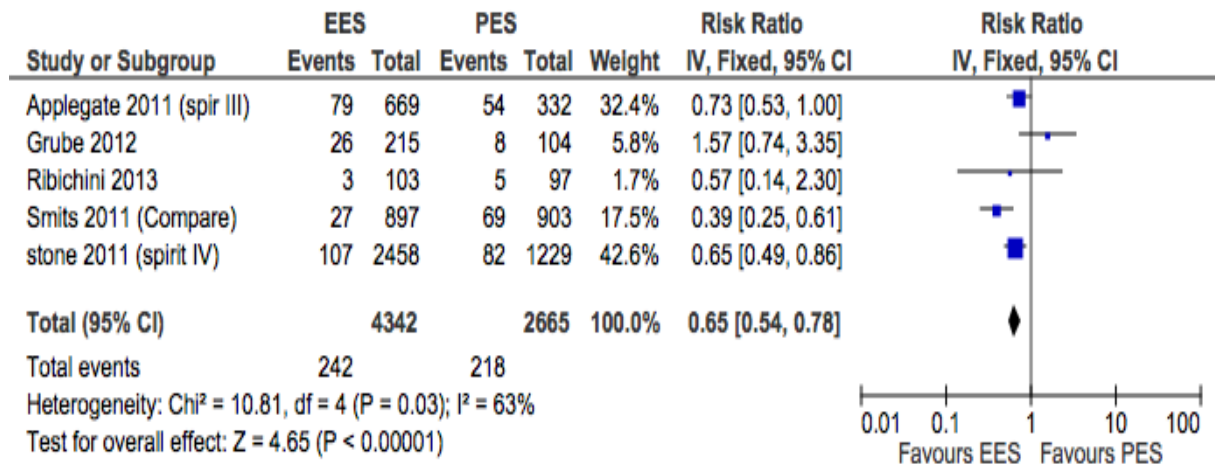 EES PES Risk Ratio Risk Ratio
Study or Subgroup Events Total Events Total Weight IV, Fixed, 95% CI IV, Fixed, 95% CI
Applegate 2011 (spir III) 79 669 54 332 32.4% 0.73 [0.53, 1.00]
Grube 2012 26 215 8 104 5.8% 1.57 [0.74, 3.35]
Ribichini 2013 3 103 5 97 1.7% 0.57 [0.14, 2.30]
Smits 2011 (Compare) 27 897 69 903 17.5% 0.39 [0.25, 0.61]
stone 2011 (spirit IV) 107 2458 82 1229 42.6% 0.65 [0.49, 0.86]
Total (95% CI) 4342 2665 100.0% 0.65 [0.54, 0.78]
Total events 242 218
Heterogeneity: Chi² = 10.81, df = 4 (P = 0.03); I² = 63%
Test for overall effect: Z = 4.65 (P < 0.00001)
0.01 0.1 1 10 100
Favours EES Favours PES